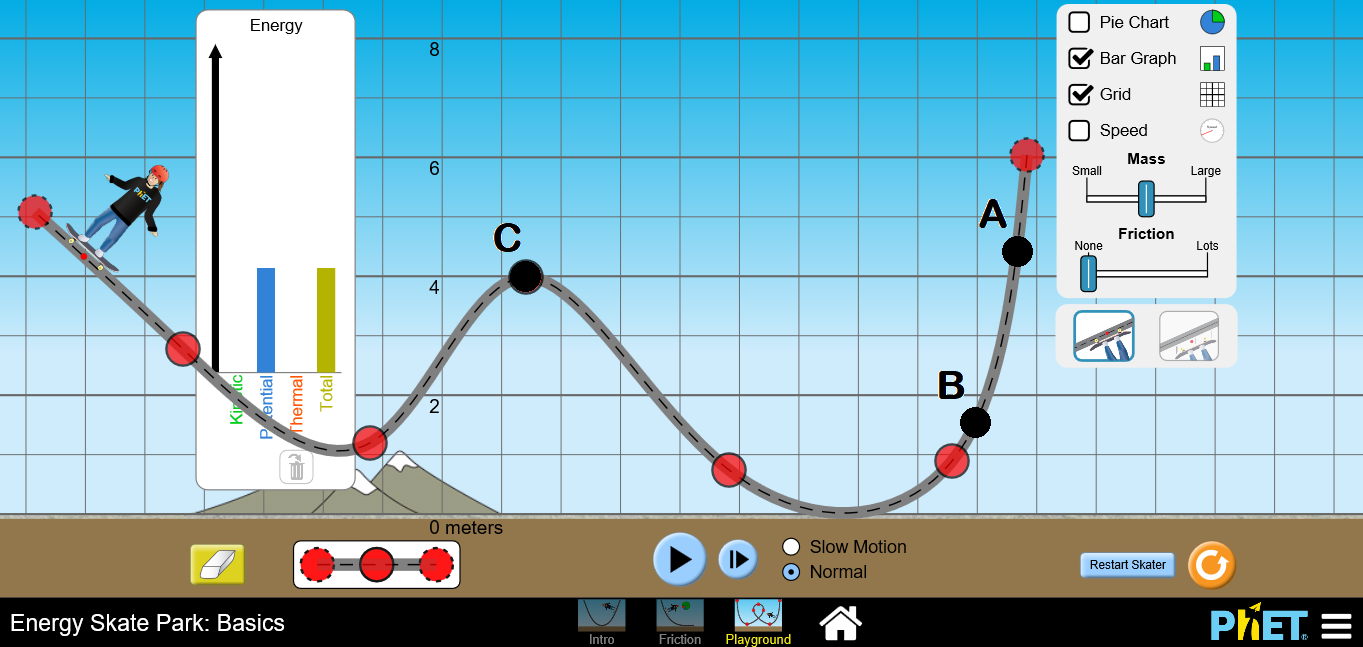 Energy
Kinetic
Potential
Thermal
Total
PhET
8
6
4
2
0 meters
C
A
B
Pie Chart
Bar Graph
Grid
Speed
Mass
Small
Large
Friction
None
Lots
Slow Motion
Normal
Restart Skater
Energy Skate Park: Basics
Intro
Friction
Playground
PhET